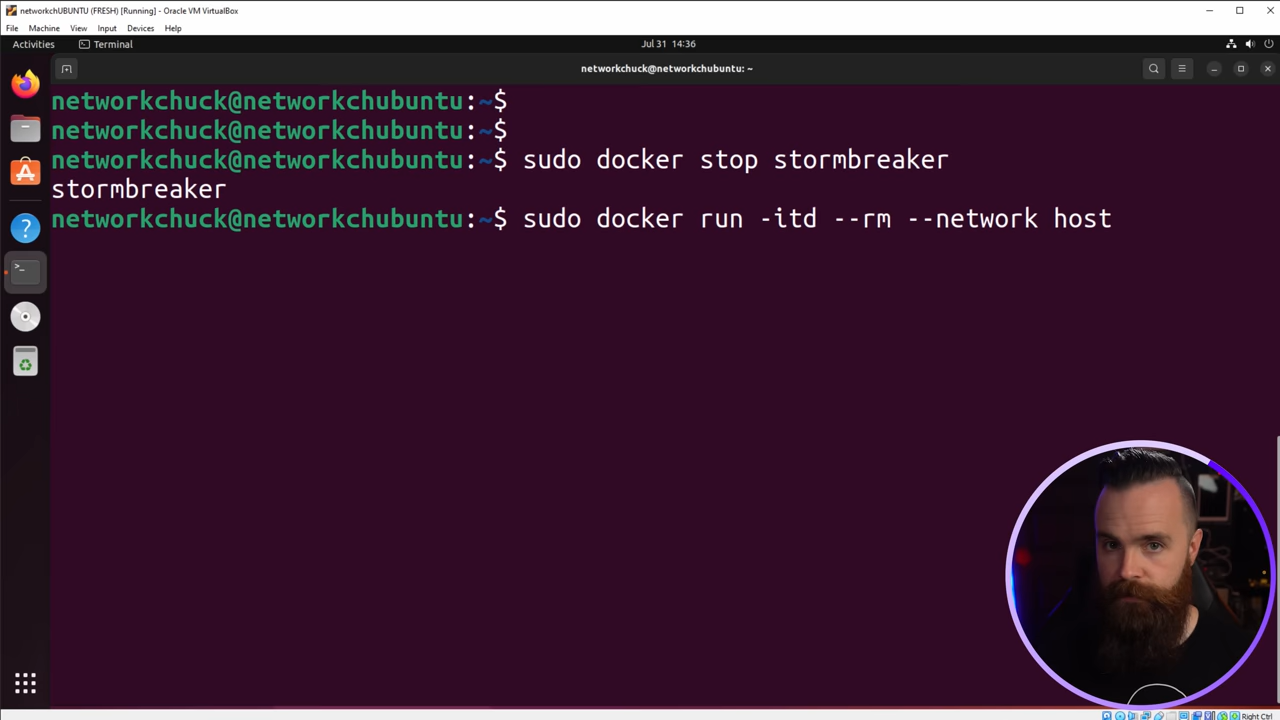 networkchUBUNTU (FRESH) [Running] - Oracle VM VirtualBox
File Machine View Input Devices Help
Activities Terminal Jul 31 14:36
networkchuck@networkchubuntu: ~
networkchuck@networkchubuntu:~$
networkchuck@networkchubuntu:~$
networkchuck@networkchubuntu:~$ sudo docker stop stormbreaker
stormbreaker
networkchuck@networkchubuntu:~$ sudo docker run -itd --rm --network host
Right Ctrl